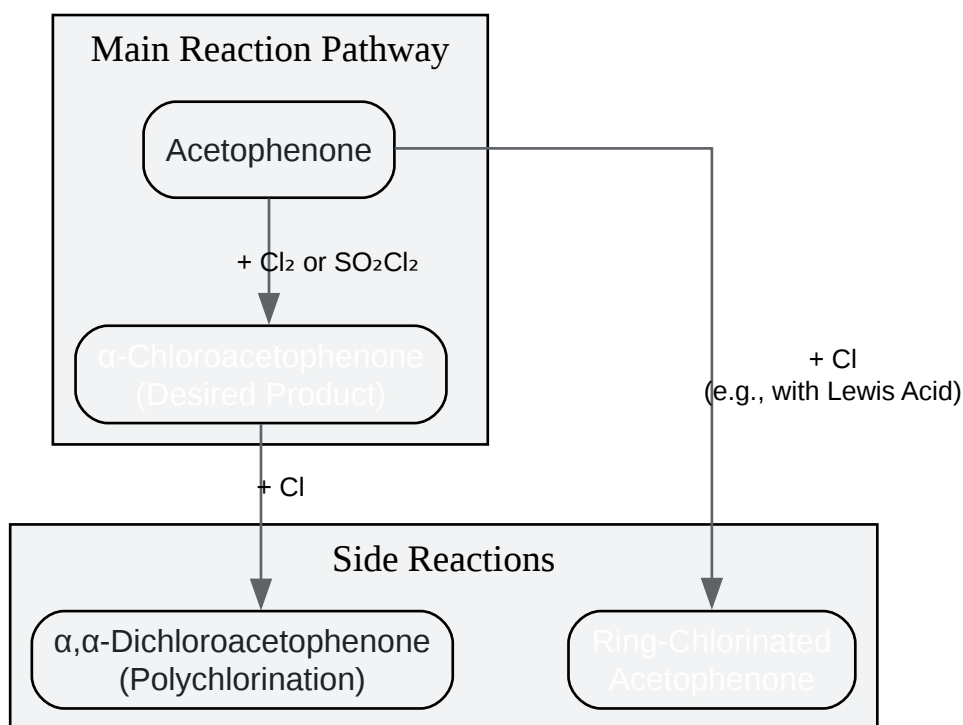 Main Reaction Pathway
Acetophenone
+ Cl₂ or SO₂Cl₂
α-Chloroacetophenone
(Desired Product)
+ Cl
(e.g., with Lewis Acid)
+ Cl
Side Reactions
α,α-Dichloroacetophenone
(Polychlorination)
Ring-Chlorinated
Acetophenone